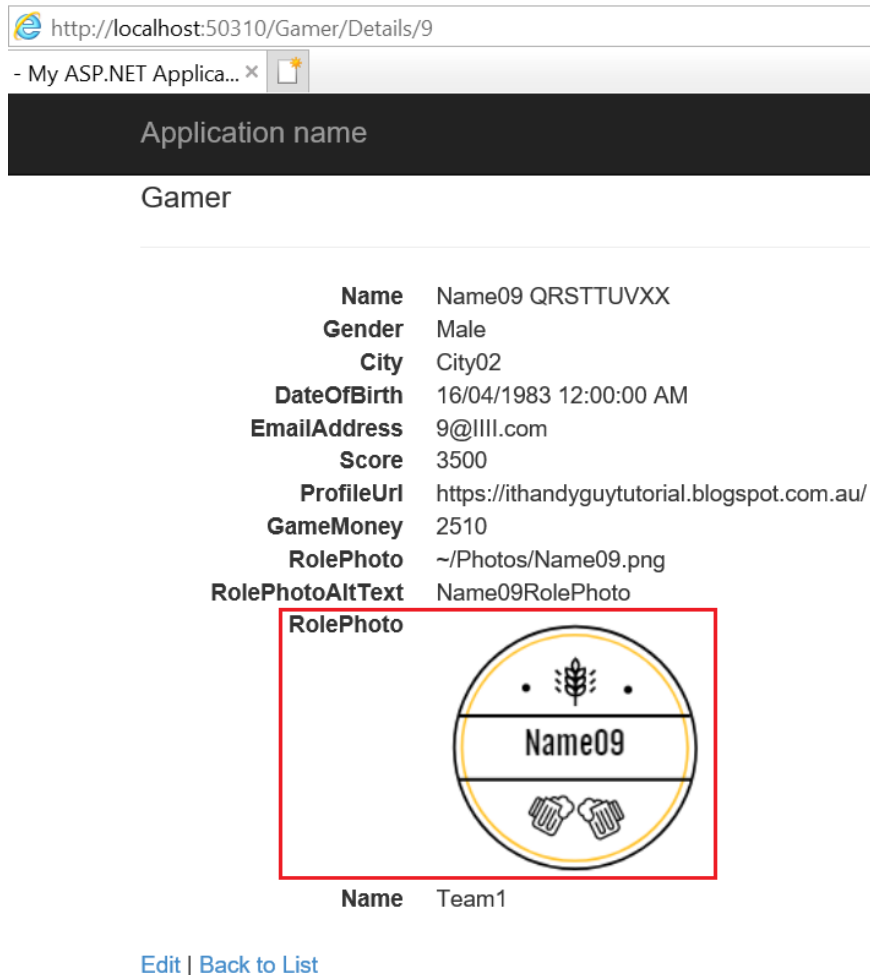 http://localhost:50310/Gamer/Details/9
- My ASP.NET Applica... ×
Application name
Gamer
Name Name09 QRSTTUVXX
Gender Male
City City02
DateOfBirth 16/04/1983 12:00:00 AM
EmailAddress 9@IIII.com
Score 3500
ProfileUrl https://ithandyguytutorial.blogspot.com.au/
GameMoney 2510
RolePhoto ~/Photos/Name09.png
RolePhotoAltText Name09RolePhoto
RolePhoto
Name09
Name Team1
Edit | Back to List